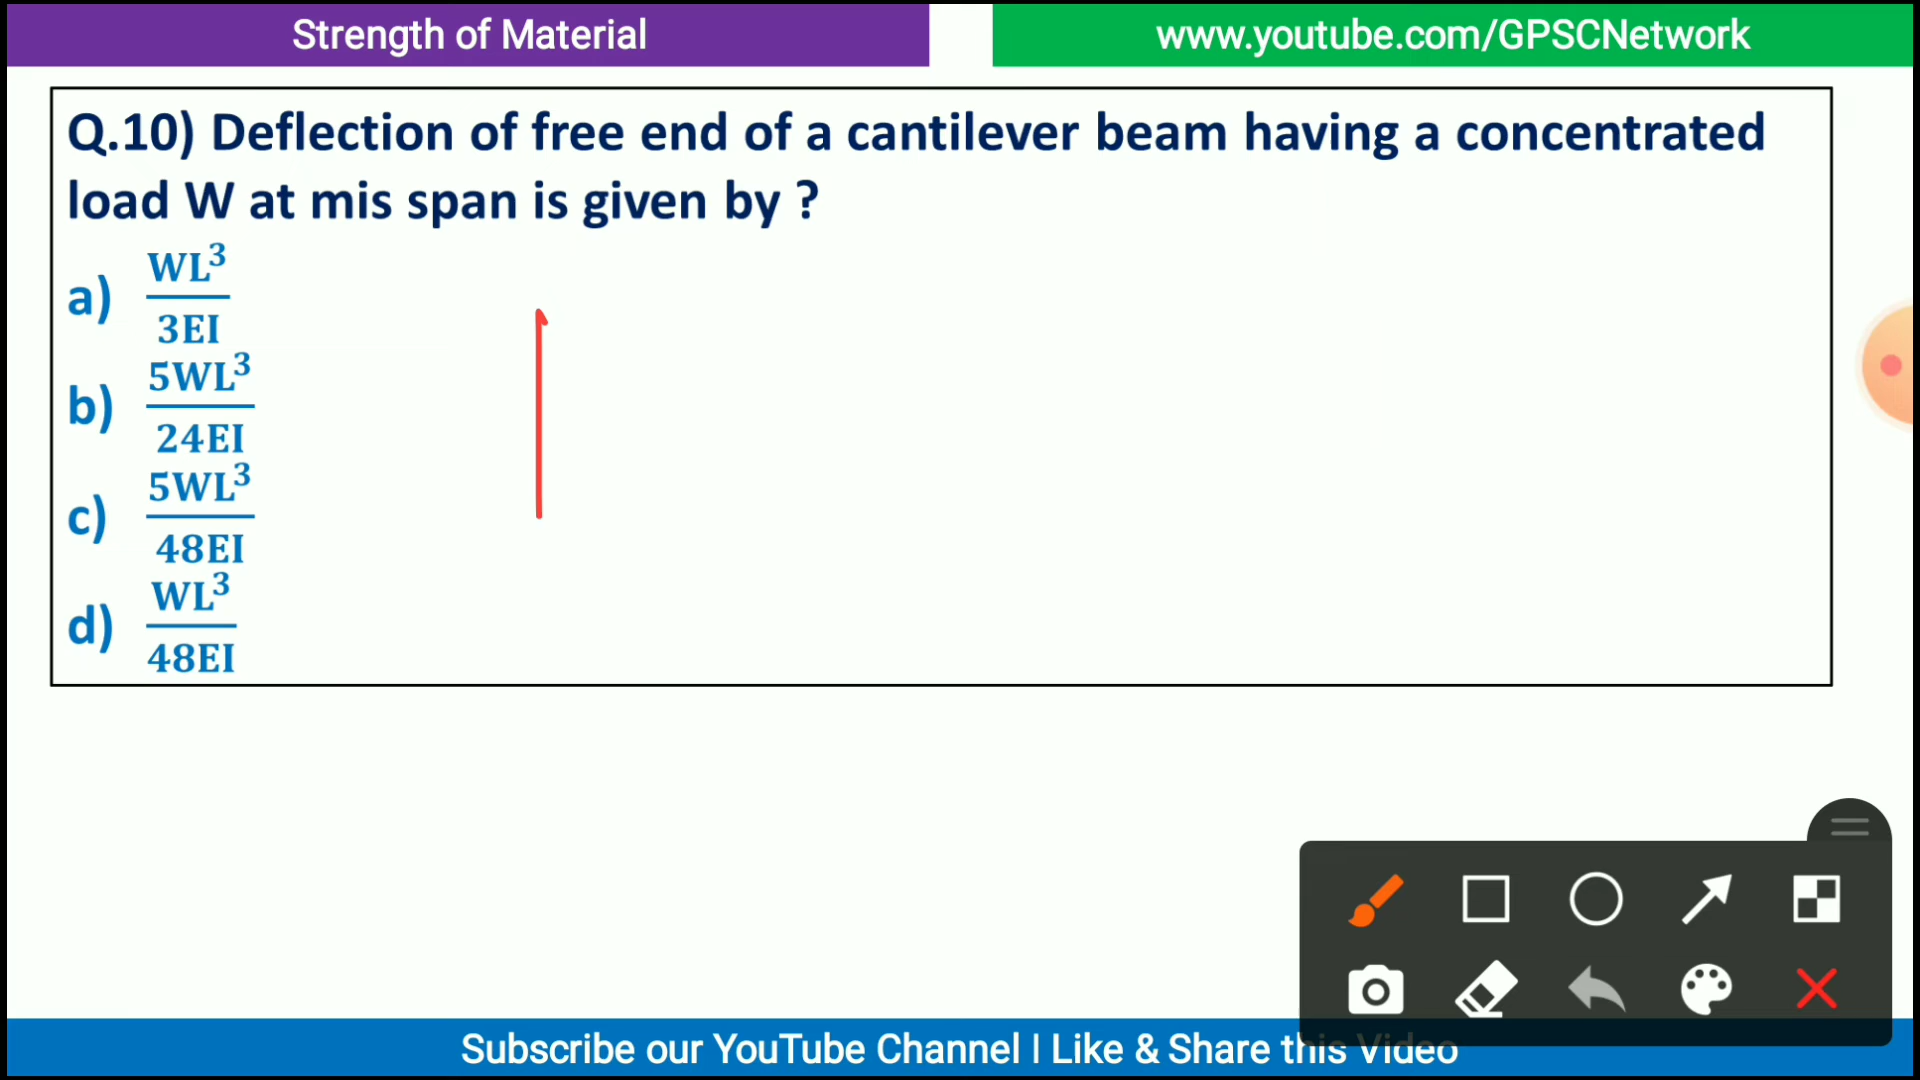 Strength of Material
www.youtube.com/GPSCNetwork
Q.10) Deflection of free end of a cantilever beam having a concentrated
load W at mis span is given by ?
a) WL³/3EI
b) 5WL³/24EI
c) 5WL³/48EI
d) WL³/48EI
Subscribe our YouTube Channel I Like & Share this Video